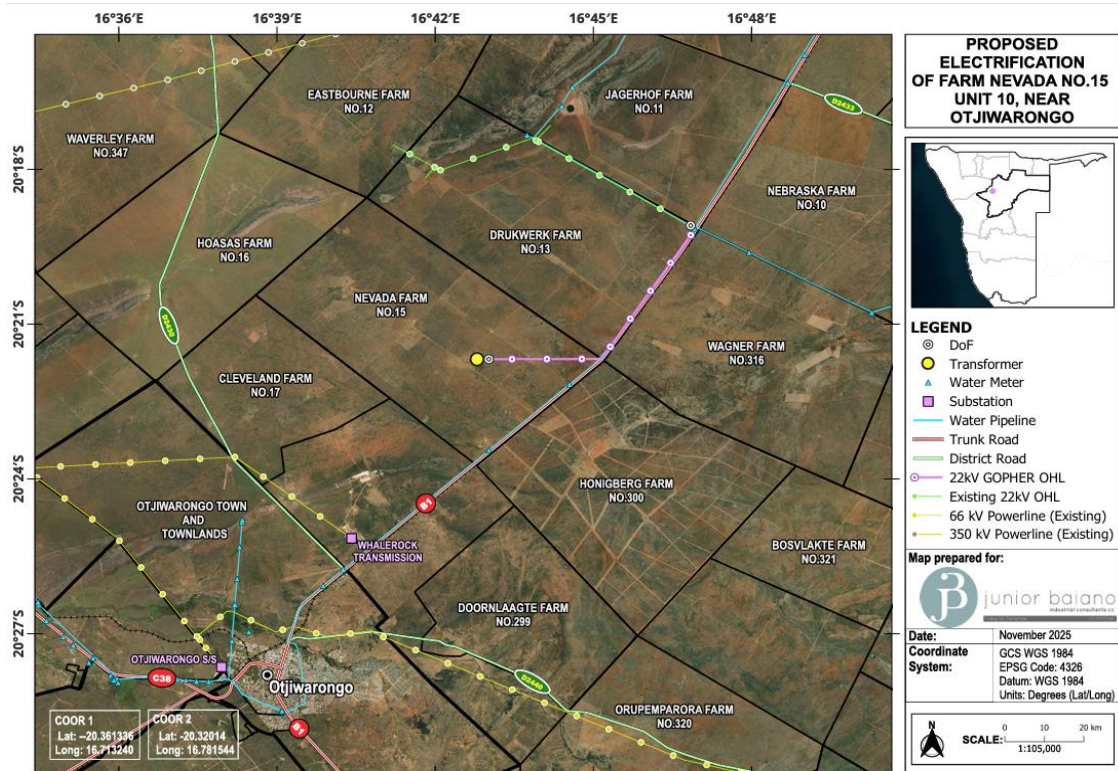 16°36'E 16°39'E 16°42'E 16°45'E 16°48'E
20°18'S
20°21'S
20°24'S
20°27'S
WAVERLEY FARM
NO.347
EASTBOURNE FARM
NO.12
JAGERHOF FARM
NO.11
D2433
NEBRASKA FARM
NO.10
HOASAS FARM
NO.16
DRUKWERK FARM
NO.13
NEVADA FARM
NO.15
D2430
WAGNER FARM
NO.316
CLEVELAND FARM
NO.17
HONIGBERG FARM
NO.300
B1
OTJIWARONGO TOWN
AND
TOWNLANDS
WHALEROCK
TRANSMISSION
BOSVLAKTE FARM
NO.321
DOORNLAAGTE FARM
NO.299
OTJIWARONGO S/S
C38
Otjiwarongo
D2440
ORUPEMPARORA FARM
NO.320
B1
COOR 1
Lat: --20.361336
Long: 16.713240
COOR 2
Lat: -20.32014
Long: 16.781544
PROPOSED
ELECTRIFICATION
OF FARM NEVADA NO.15
UNIT 10, NEAR
OTJIWARONGO
LEGEND
DoF
Transformer
Water Meter
Substation
Water Pipeline
Trunk Road
District Road
22kV GOPHER OHL
Existing 22kV OHL
66 kV Powerline (Existing)
350 kV Powerline (Existing)
Map prepared for:
junior baiano
industrial consultants cc
Date: November 2025
Coordinate
System:
GCS WGS 1984
EPSG Code: 4326
Datum: WGS 1984
Units: Degrees (Lat/Long)
N
SCALE:
0 10 20 km
1:105,000